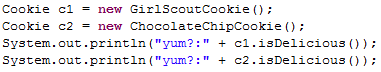 Cookie c1 = new GirlScoutCookie();
Cookie c2 = new ChocolateChipCookie();
System.out.println("yum?:" + c1.isDelicious());
System.out.println("yum?:" + c2.isDelicious());